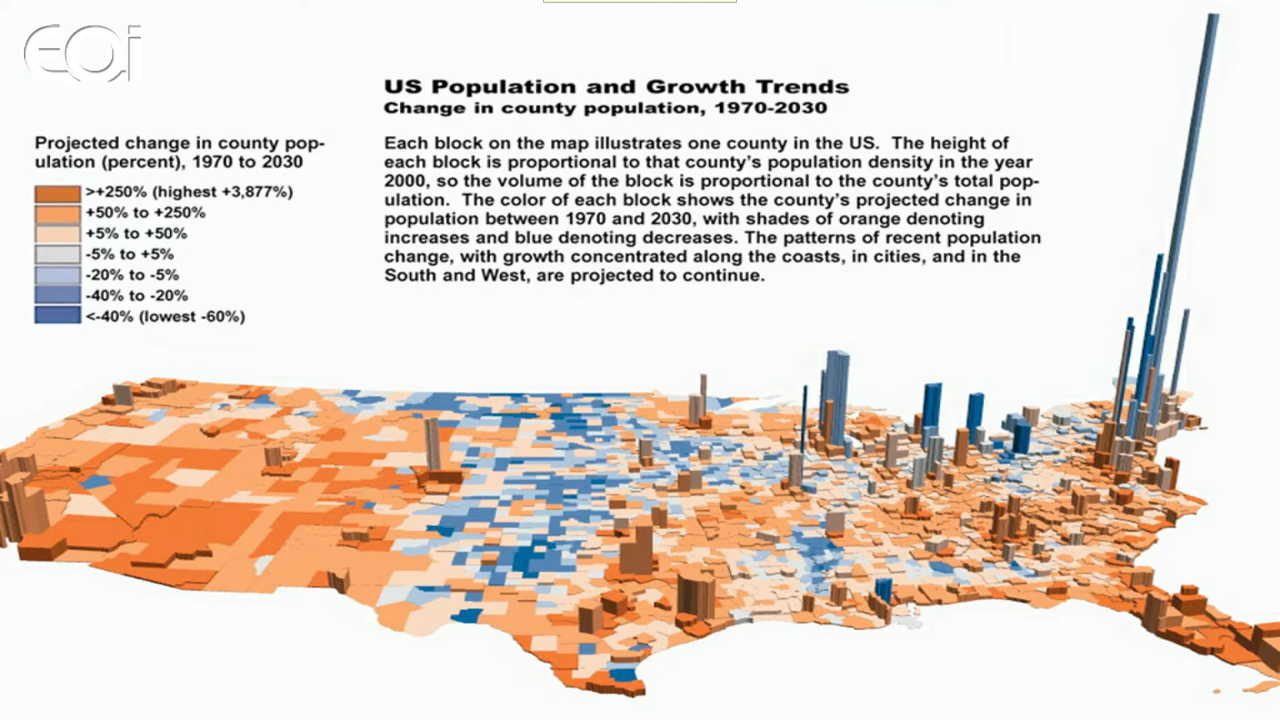 EOi
US Population and Growth Trends
Change in county population, 1970-2030
Projected change in county pop-
ulation (percent), 1970 to 2030
>+250% (highest +3,877%)
+50% to +250%
+5% to +50%
-5% to +5%
-20% to -5%
-40% to -20%
<-40% (lowest -60%)
Each block on the map illustrates one county in the US. The height of
each block is proportional to that county's population density in the year
2000, so the volume of the block is proportional to the county's total pop-
ulation. The color of each block shows the county's projected change in
population between 1970 and 2030, with shades of orange denoting
increases and blue denoting decreases. The patterns of recent population
change, with growth concentrated along the coasts, in cities, and in the
South and West, are projected to continue.